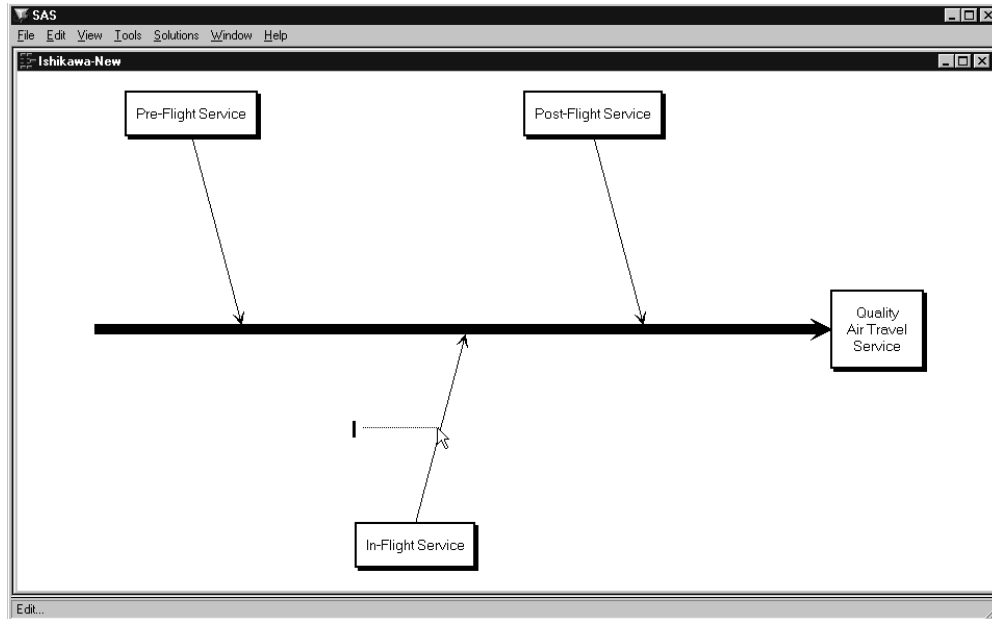 SAS
File Edit View Tools Solutions Window Help
Ishikawa-New
Pre-Flight Service
Post-Flight Service
Quality
Air Travel
Service
In-Flight Service
Edit...